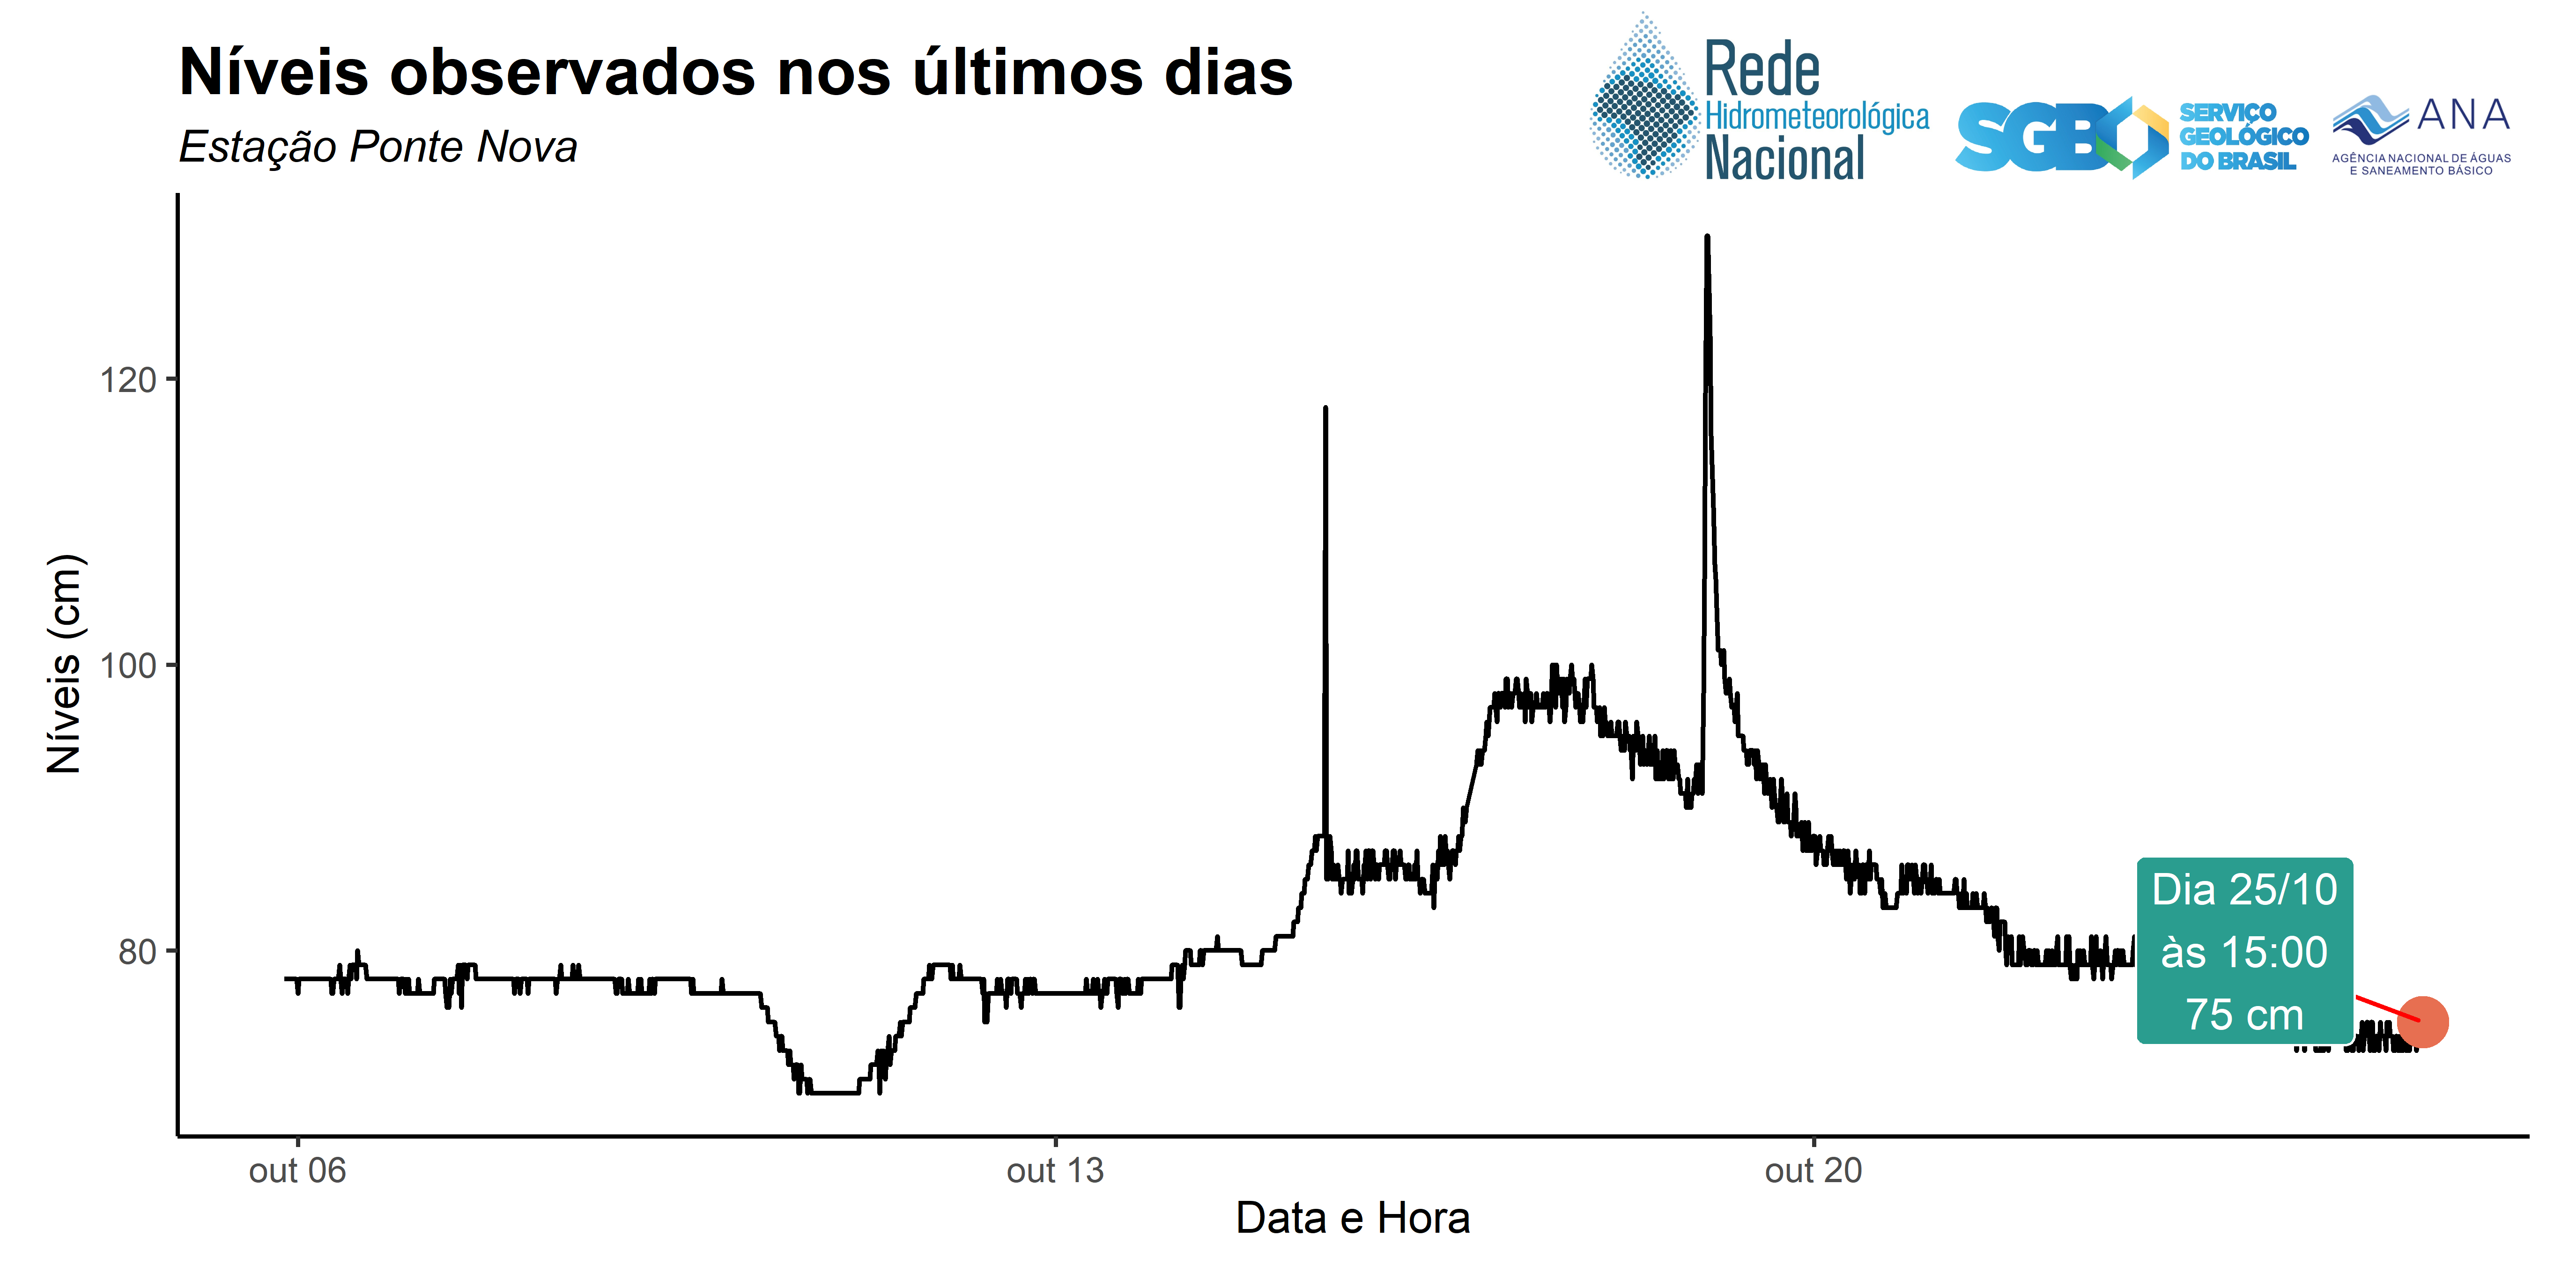 Níveis observados nos últimos dias
Estação Ponte Nova
Rede
Hidrometeorológica
Nacional
SGB
SERVIÇO
GEOLÓGICO
DO BRASIL
ANA
AGÊNCIA NACIONAL DE ÁGUAS
E SANEAMENTO BÁSICO
Níveis (cm)
120
100
80
Dia 25/10
às 15:00
75 cm
out 06
out 13
out 20
Data e Hora